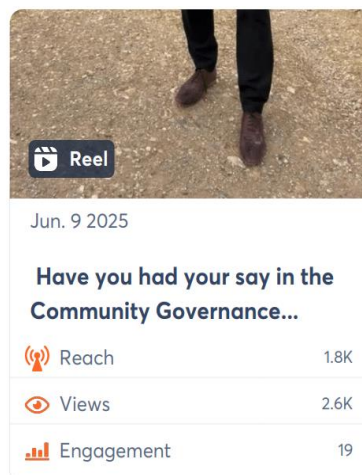 Reel
Jun. 9 2025
Have you had your say in the
Community Governance...
Reach 1.8K
Views 2.6K
Engagement 19